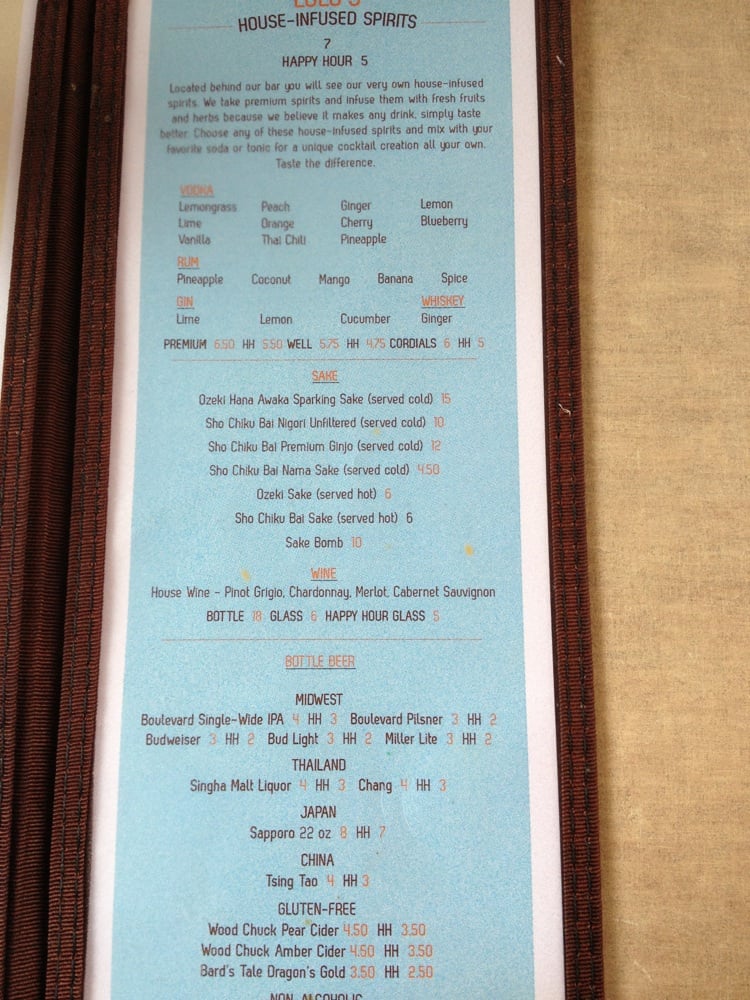 HOUSE-INFUSED SPIRITS
7
HAPPY HOUR 5
Located behind our bar you will see our very own house-infused
spirits. We take premium spirits and infuse them with fresh fruits
and herbs because we believe it makes any drink, simply taste
better. Choose any of these house-infused spirits and mix with your
favorite soda or tonic for a unique cocktail creation all your own.
Taste the difference.
VODKA
Lemongrass Peach Ginger Lemon
Lime Orange Cherry Blueberry
Vanilla Thai Chili Pineapple
RUM
Pineapple Coconut Mango Banana Spice
GIN WHISKEY
Lime Lemon Cucumber Ginger
PREMIUM 6.50 HH 5.50 WELL 5.75 HH 4.75 CORDIALS 6 HH 5
SAKE
Ozeki Hana Awaka Sparking Sake (served cold) 15
Sho Chiku Bai Nigori Unfiltered (served cold) 10
Sho Chiku Bai Premium Ginjo (served cold) 12
Sho Chiku Bai Nama Sake (served cold) 4.50
Ozeki Sake (served hot) 6
Sho Chiku Bai Sake (served hot) 6
Sake Bomb 10
WINE
House Wine - Pinot Grigio, Chardonnay, Merlot, Cabernet Sauvignon
BOTTLE 18 GLASS 6 HAPPY HOUR GLASS 5
BOTTLE BEER
MIDWEST
Boulevard Single-Wide IPA 4 HH 3 Boulevard Pilsner 3 HH 2
Budweiser 3 HH 2 Bud Light 3 HH 2 Miller Lite 3 HH 2
THAILAND
Singha Malt Liquor 4 HH 3 Chang 4 HH 3
JAPAN
Sapporo 22 oz 8 HH 7
CHINA
Tsing Tao 4 HH 3
GLUTEN-FREE
Wood Chuck Pear Cider 4.50 HH 3.50
Wood Chuck Amber Cider 4.50 HH 3.50
Bard's Tale Dragon's Gold 3.50 HH 2.50
NON-ALCOHOLIC